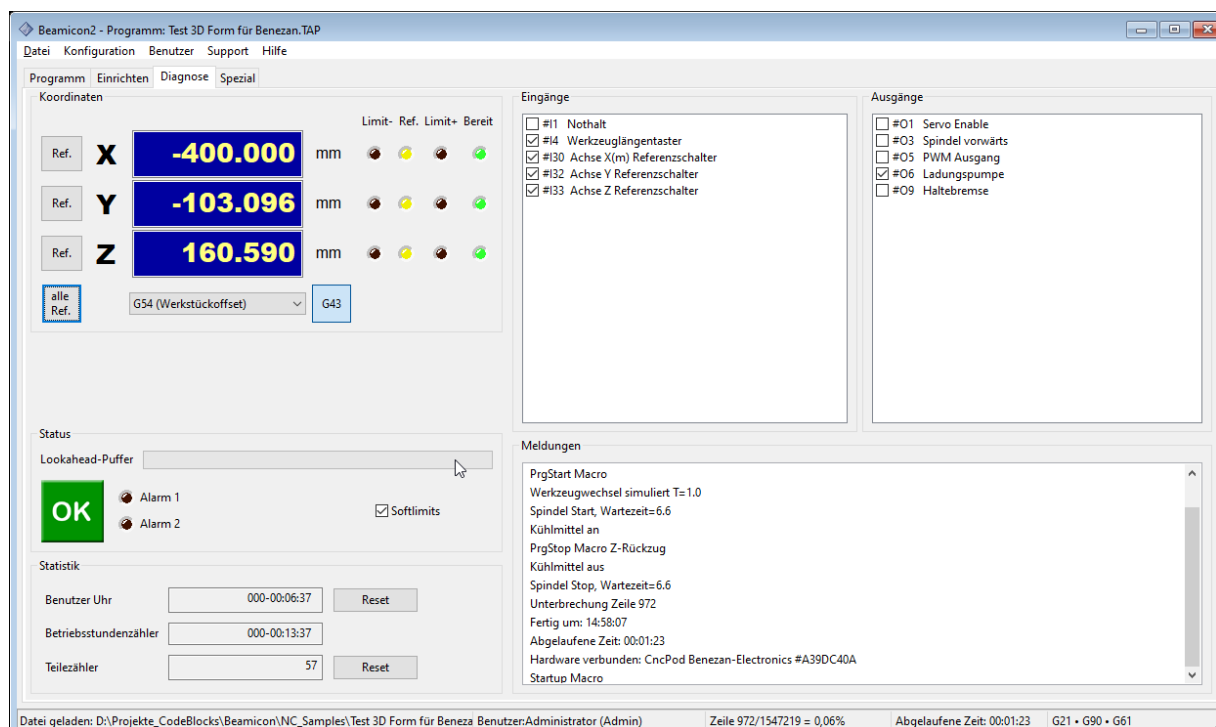 Beamicon2 - Programm: Test 3D Form für Benezan.TAP
Datei Konfiguration Benutzer Support Hilfe
Programm Einrichten Diagnose Spezial
Koordinaten
Limit- Ref. Limit+ Bereit
Ref. X -400.000 mm
Ref. Y -103.096 mm
Ref. Z 160.590 mm
alle
Ref.
G54 (Werkstückoffset) G43
Eingänge
#I1 Nothalt
#I4 Werkzeuglängentaster
#I30 Achse X(m) Referenzschalter
#I32 Achse Y Referenzschalter
#I33 Achse Z Referenzschalter
Ausgänge
#O1 Servo Enable
#O3 Spindel vorwärts
#O5 PWM Ausgang
#O6 Ladungspumpe
#O9 Haltebremse
Status
Lookahead-Puffer
OK
Alarm 1
Alarm 2
Softlimits
Statistik
Benutzer Uhr 000-00:06:37 Reset
Betriebsstundenzähler 000-00:13:37
Teilezähler 57 Reset
Meldungen
PrgStart Macro
Werkzeugwechsel simuliert T=1.0
Spindel Start, Wartezeit=6.6
Kühlmittel an
PrgStop Macro Z-Rückzug
Kühlmittel aus
Spindel Stop, Wartezeit=6.6
Unterbrechung Zeile 972
Fertig um: 14:58:07
Abgelaufene Zeit: 00:01:23
Hardware verbunden: CncPod Benezan-Electronics #A39DC40A
Startup Macro
Datei geladen: D:\Projekte_CodeBlocks\Beamicon\NC_Samples\Test 3D Form für Beneza Benutzer:Administrator (Admin) Zeile 972/1547219 = 0,06% Abgelaufene Zeit: 00:01:23 G21 • G90 • G61